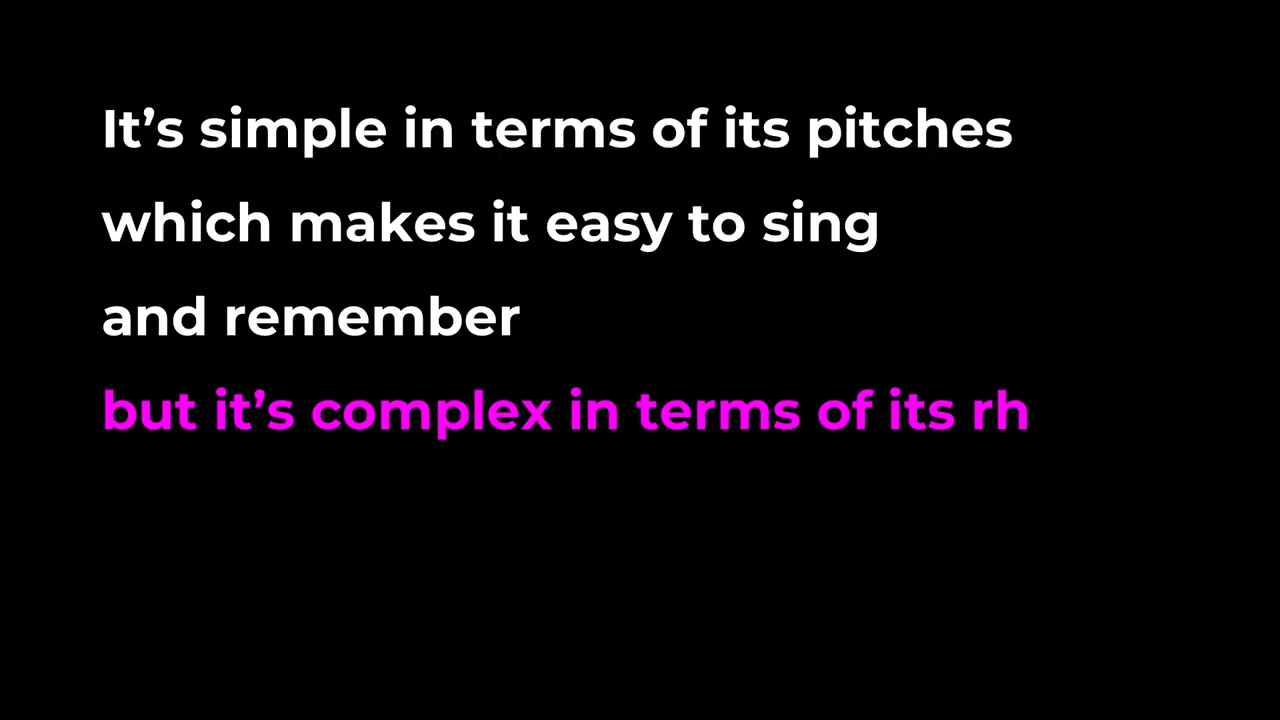 It’s simple in terms of its pitches
which makes it easy to sing
and remember
but it’s complex in terms of its rh